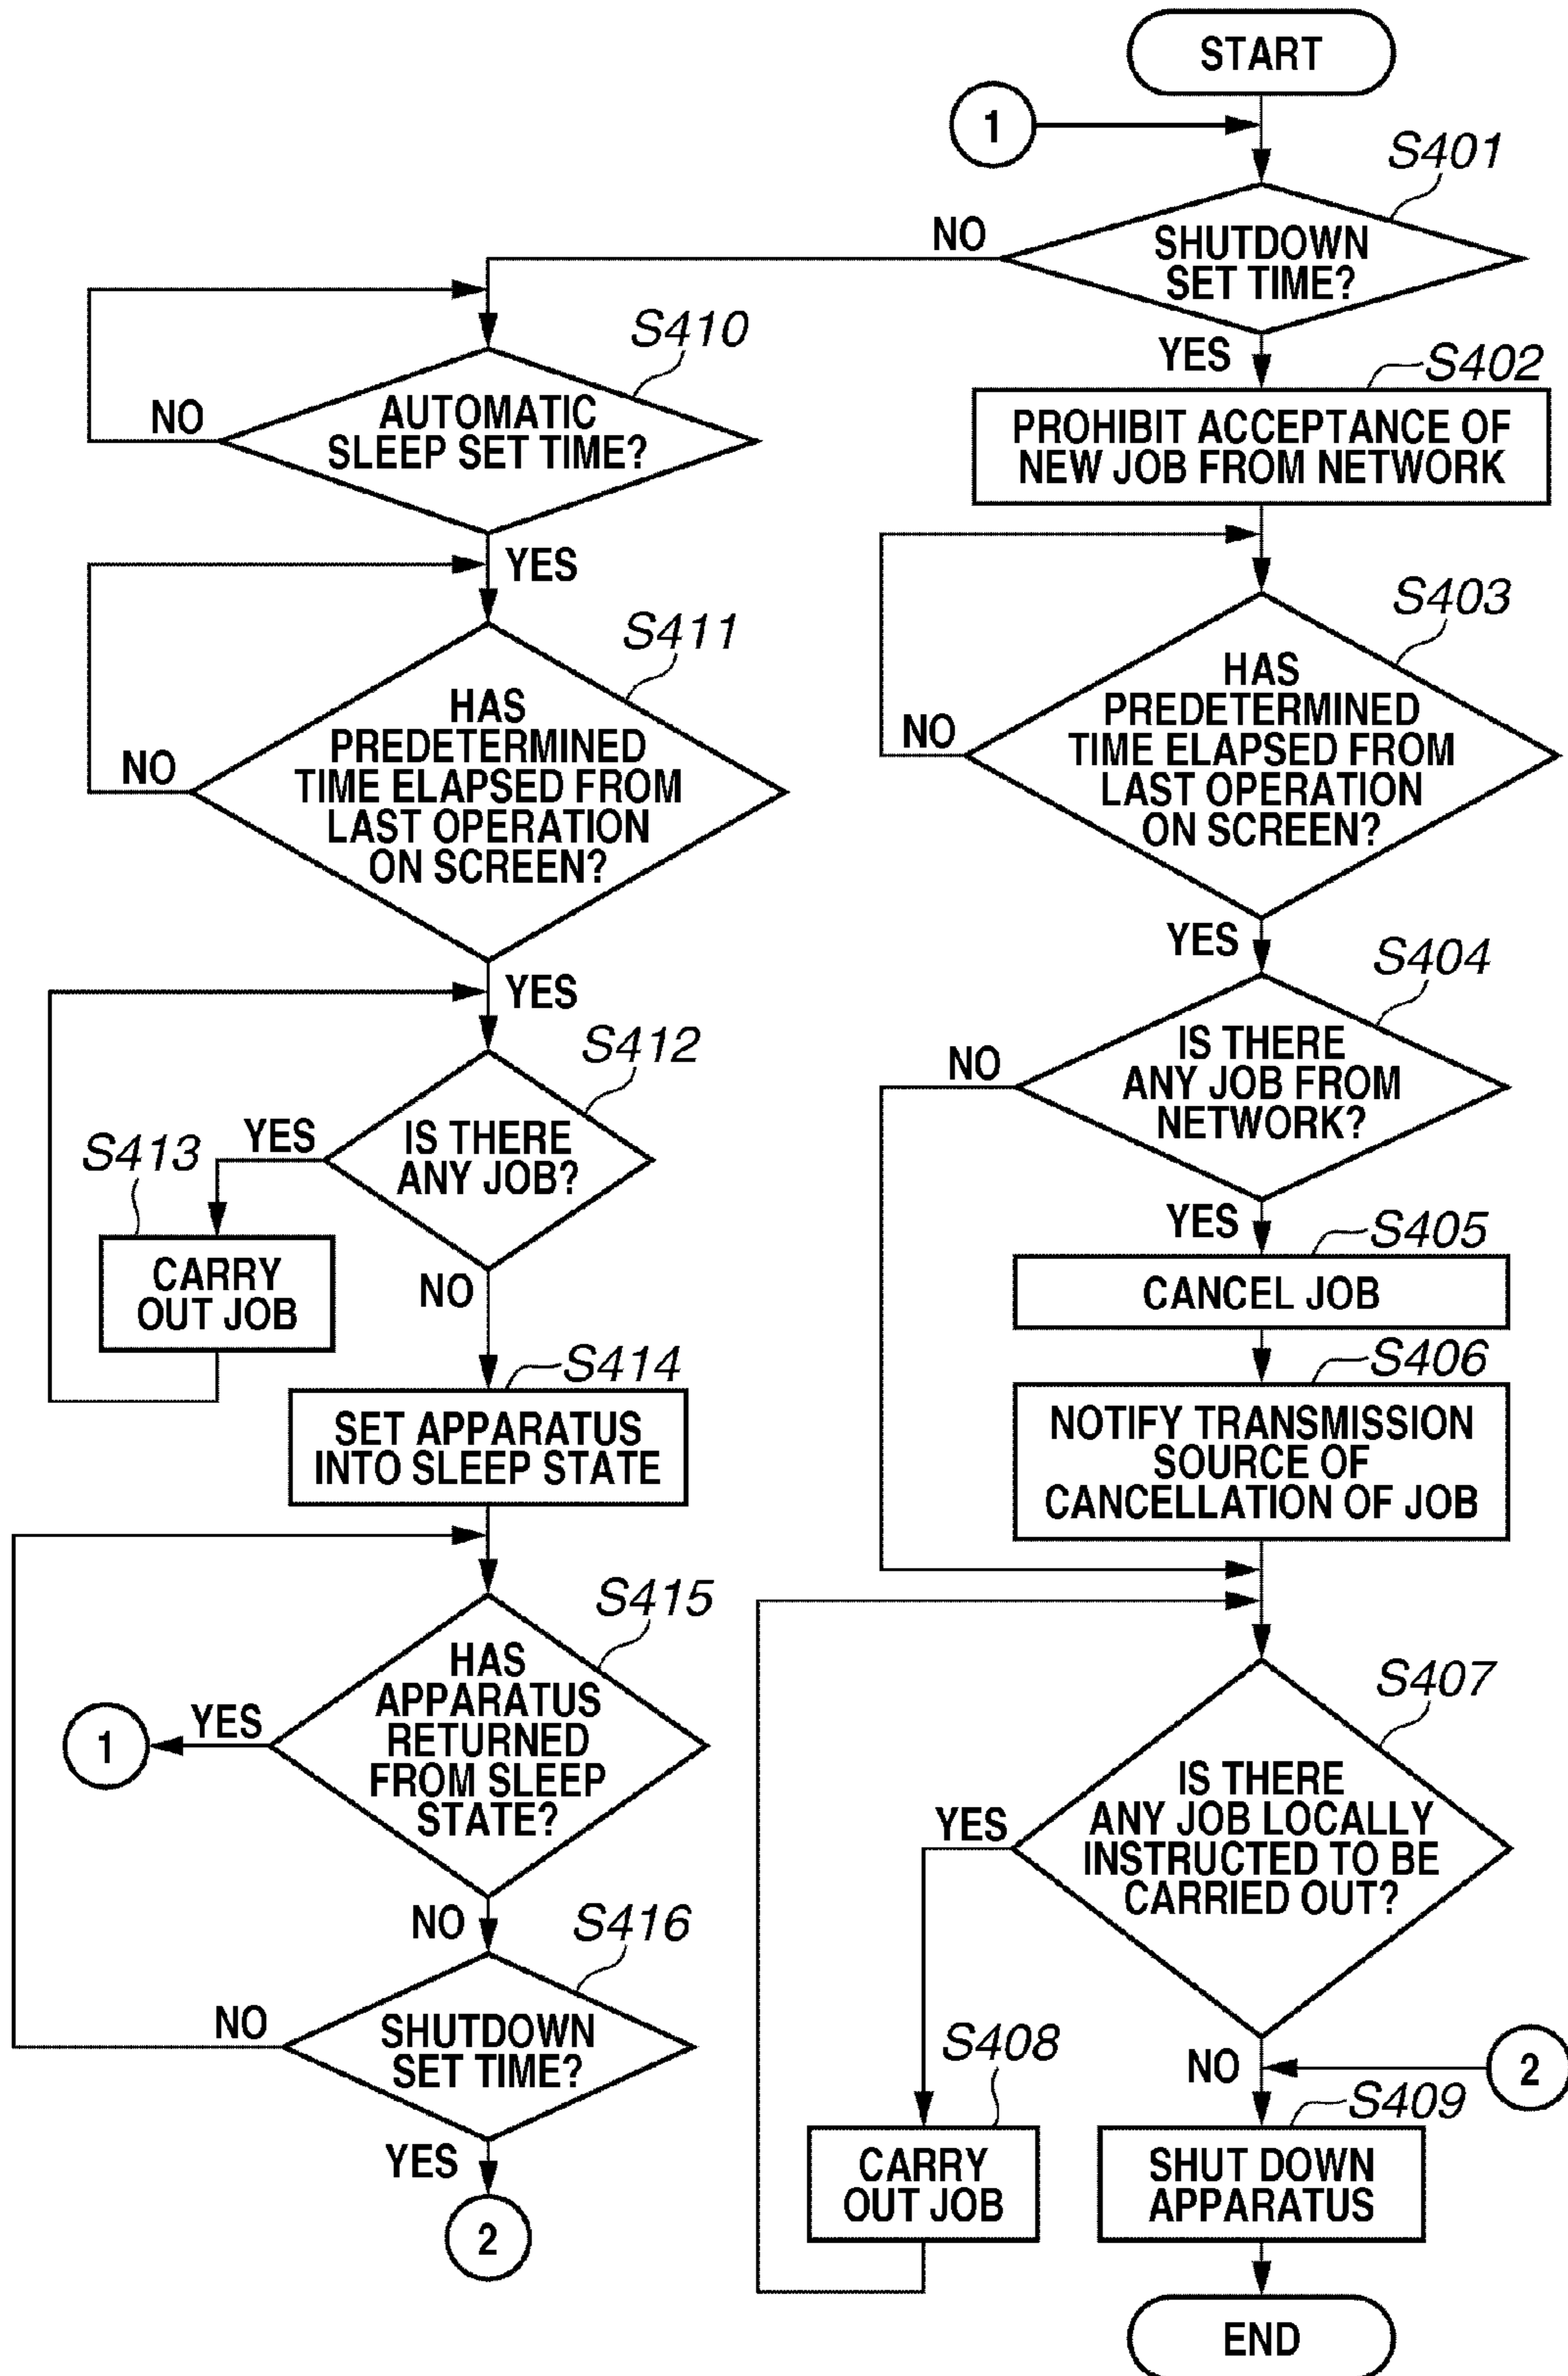 START
1
S401
SHUTDOWN
SET TIME?
NO
YES
S402
PROHIBIT ACCEPTANCE OF
NEW JOB FROM NETWORK
S403
HAS
PREDETERMINED
TIME ELAPSED FROM
LAST OPERATION
ON SCREEN?
NO
YES
S404
IS THERE
ANY JOB FROM
NETWORK?
NO
YES
S405
CANCEL JOB
S406
NOTIFY TRANSMISSION
SOURCE OF
CANCELLATION OF JOB
S407
IS THERE
ANY JOB LOCALLY
INSTRUCTED TO BE
CARRIED OUT?
YES
NO
2
S408
CARRY
OUT JOB
S409
SHUT DOWN
APPARATUS
END
S410
AUTOMATIC
SLEEP SET TIME?
NO
YES
S411
HAS
PREDETERMINED
TIME ELAPSED FROM
LAST OPERATION
ON SCREEN?
NO
YES
S412
IS THERE
ANY JOB?
YES
NO
S413
CARRY
OUT JOB
S414
SET APPARATUS
INTO SLEEP STATE
S415
HAS
APPARATUS
RETURNED
FROM SLEEP
STATE?
YES
1
NO
S416
SHUTDOWN
SET TIME?
NO
YES
2